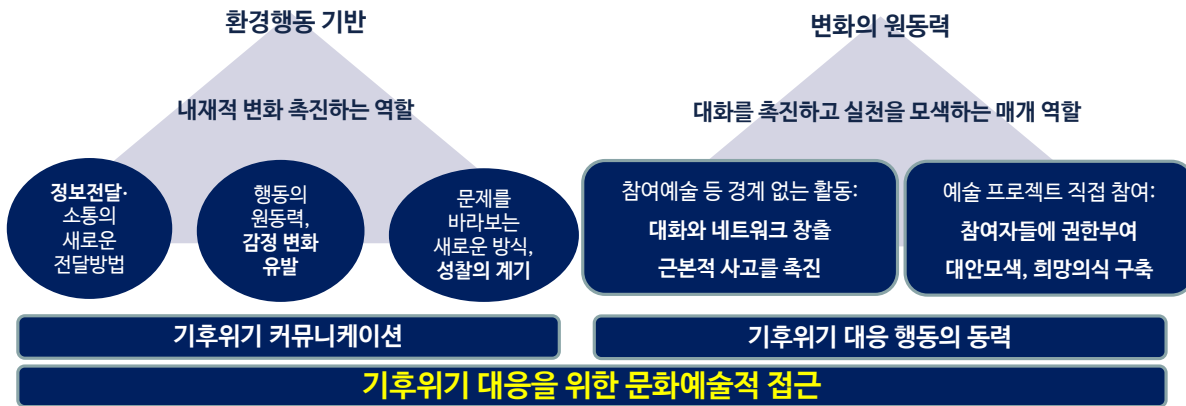 환경행동 기반
내재적 변화 촉진하는 역할
정보전달·
소통의
새로운
전달방법
행동의
원동력,
감정 변화
유발
문제를
바라보는
새로운 방식,
성찰의 계기
기후위기 커뮤니케이션
변화의 원동력
대화를 촉진하고 실천을 모색하는 매개 역할
참여예술 등 경계 없는 활동:
대화와 네트워크 창출
근본적 사고를 촉진
예술 프로젝트 직접 참여:
참여자들에 권한부여
대안모색, 희망의식 구축
기후위기 대응 행동의 동력
기후위기 대응을 위한 문화예술적 접근